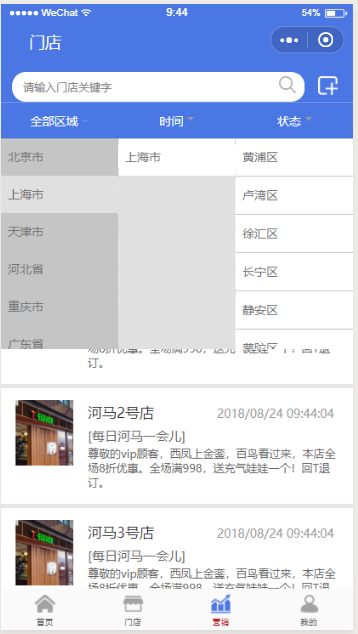 WeChat 9:44 54%
门店
请输入门店关键字
全部区域 时间 状态
北京市 上海市 黄浦区
上海市 卢湾区
天津市 徐汇区
河北省 长宁区
重庆市 静安区
广东省
场8折优惠。全场满998，送充气娃娃一个！回T退
订。
河马2号店 2018/08/24 09:44:04
[每日河马一会儿]
尊敬的vip顾客，西凤上金銮，百鸟看过来，本店全
场8折优惠。全场满998，送充气娃娃一个！回T退
订。
河马3号店 2018/08/24 09:44:04
[每日河马一会儿]
尊敬的vip顾客，西凤上金銮，百鸟看过来，本店全
场8折优惠。全场满998，送充气娃娃一个！回T退
首页 门店 营销 我的